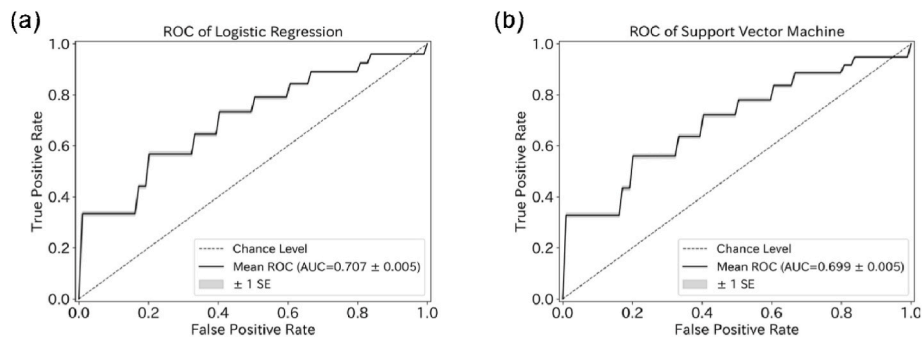 (a)
ROC of Logistic Regression
True Positive Rate
1.0
0.8
0.6
0.4
0.2
0.0
Chance Level
Mean ROC (AUC=0.707 ± 0.005)
± 1 SE
0.0 0.2 0.4 0.6 0.8 1.0
False Positive Rate
(b)
ROC of Support Vector Machine
True Positive Rate
1.0
0.8
0.6
0.4
0.2
0.0
Chance Level
Mean ROC (AUC=0.699 ± 0.005)
± 1 SE
0.0 0.2 0.4 0.6 0.8 1.0
False Positive Rate